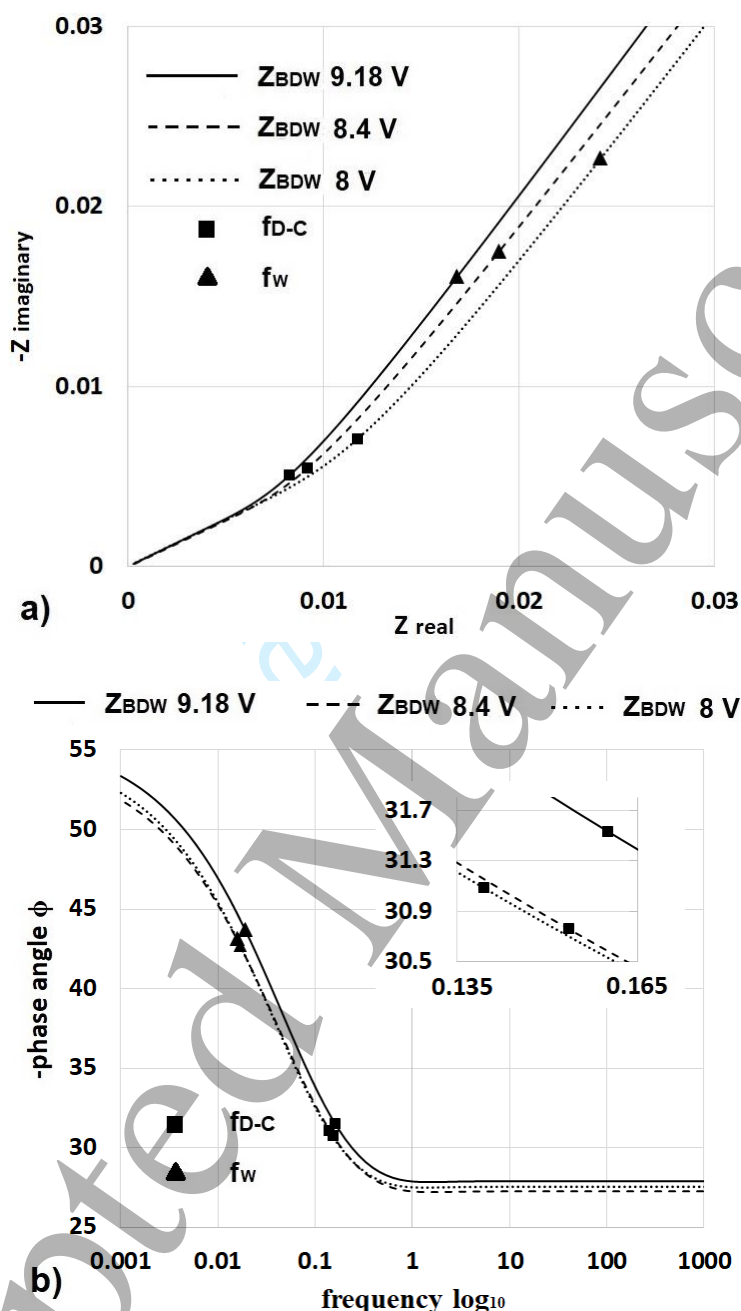 0.03
ZBDW 9.18 V
ZBDW 8.4 V
ZBDW 8 V
fD-C
fW
0.02
0.01
0
-Z imaginary
0 0.01 0.02 0.03
Z real
a)
ZBDW 9.18 V ZBDW 8.4 V ZBDW 8 V
55
50
45
40
35
30
25
-phase angle ϕ
31.7
31.3
30.9
30.5
0.135 0.165
fD-C
fW
0.001 0.01 0.1 1 10 100 1000
b)
frequency log10
pted Manusc